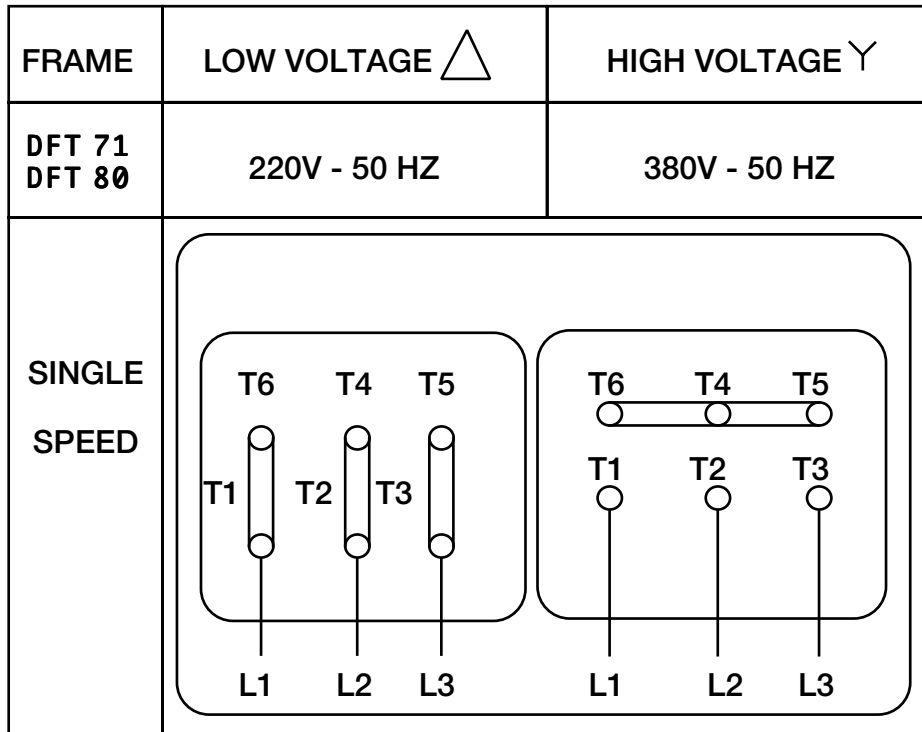 FRAME
LOW VOLTAGE
HIGH VOLTAGE
DFT 71
DFT 80
220V - 50 HZ
380V - 50 HZ
SINGLE
SPEED
T6 T4 T5
T1 T2 T3
L1 L2 L3
T6 T4 T5
T1 T2 T3
L1 L2 L3